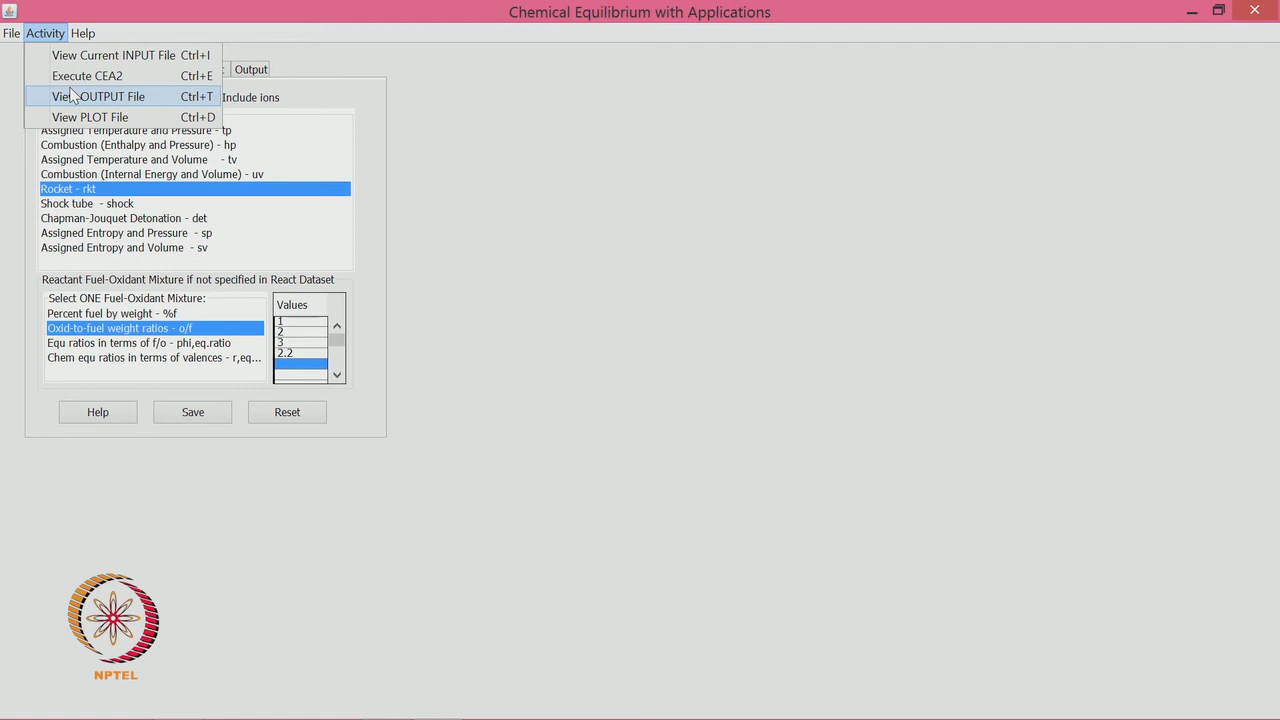 Chemical Equilibrium with Applications
File Activity Help
View Current INPUT File Ctrl+I
Execute CEA2 Ctrl+E
View OUTPUT File Ctrl+T
View PLOT File Ctrl+D
Output
Include ions
Assigned Temperature and Pressure - tp
Combustion (Enthalpy and Pressure) - hp
Assigned Temperature and Volume - tv
Combustion (Internal Energy and Volume) - uv
Rocket - rkt
Shock tube - shock
Chapman-Jouquet Detonation - det
Assigned Entropy and Pressure - sp
Assigned Entropy and Volume - sv
Reactant Fuel-Oxidant Mixture if not specified in React Dataset
Select ONE Fuel-Oxidant Mixture:
Percent fuel by weight - %f
Oxid-to-fuel weight ratios - o/f
Equ ratios in terms of f/o - phi,eq.ratio
Chem equ ratios in terms of valences - r,eq...
Values
1
2
3
2.2
Help Save Reset
NPTEL